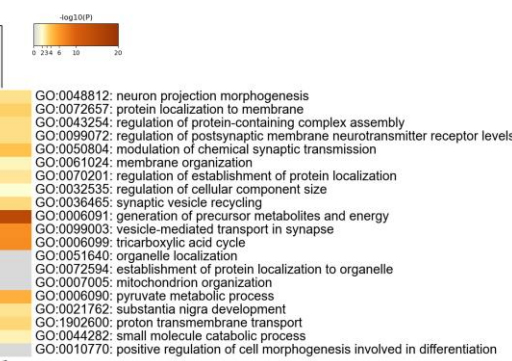 -log10(P)
0 2 3 4 6 10 20
GO:0048812: neuron projection morphogenesis
GO:0072657: protein localization to membrane
GO:0043254: regulation of protein-containing complex assembly
GO:0099072: regulation of postsynaptic membrane neurotransmitter receptor levels
GO:0050804: modulation of chemical synaptic transmission
GO:0061024: membrane organization
GO:0070201: regulation of establishment of protein localization
GO:0032535: regulation of cellular component size
GO:0036465: synaptic vesicle recycling
GO:0006091: generation of precursor metabolites and energy
GO:0099003: vesicle-mediated transport in synapse
GO:0006099: tricarboxylic acid cycle
GO:0051640: organelle localization
GO:0072594: establishment of protein localization to organelle
GO:0007005: mitochondrion organization
GO:0006090: pyruvate metabolic process
GO:0021762: substantia nigra development
GO:1902600: proton transmembrane transport
GO:0044282: small molecule catabolic process
GO:0010770: positive regulation of cell morphogenesis involved in differentiation